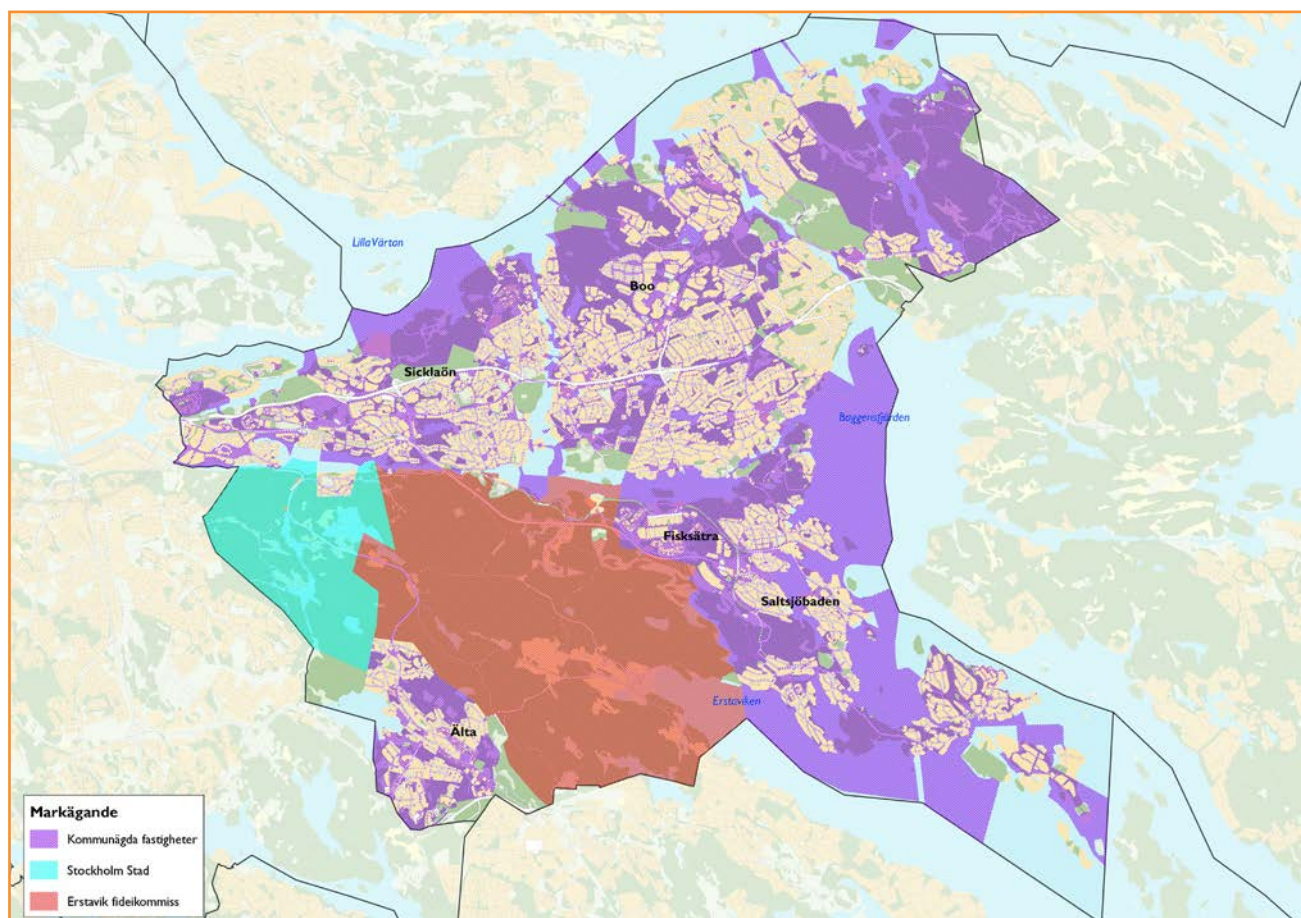 Lilla Värtan
Boo
Sicklaön
Baggensfjärden
Fisksätra
Saltsjöbaden
Erstaviken
Älta
Markägande
Kommunägda fastigheter
Stockholm Stad
Erstavik fideikommiss